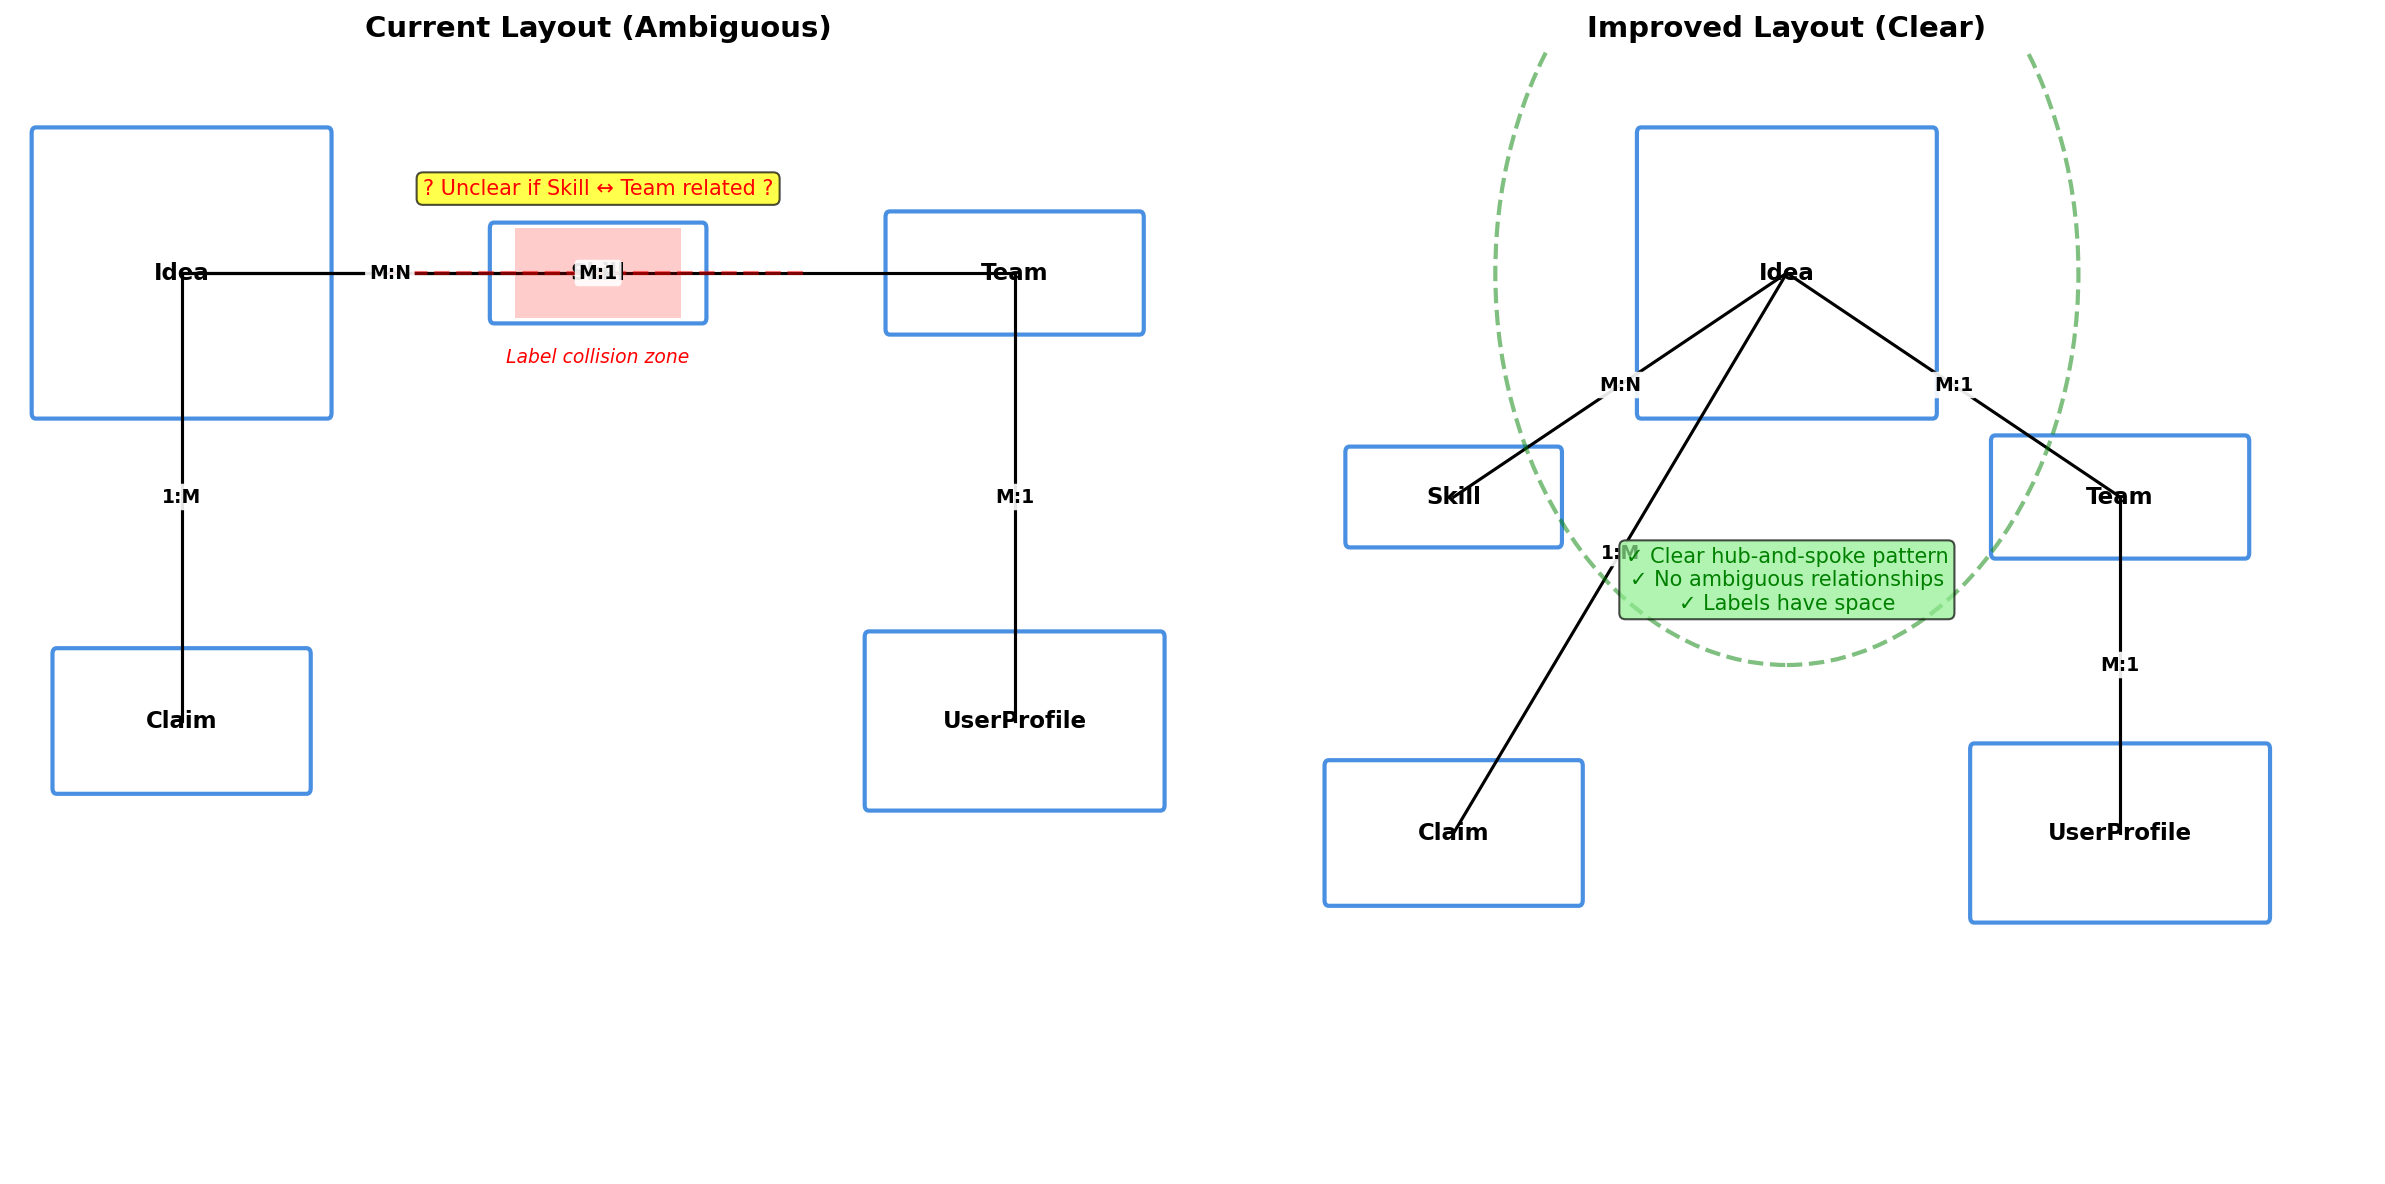 Current Layout (Ambiguous)
? Unclear if Skill ↔ Team related ?
Idea
M:N
M:1
Team
Label collision zone
1:M
M:1
Claim
UserProfile
Improved Layout (Clear)
Idea
M:N
M:1
Skill
Team
1:M
✓ Clear hub-and-spoke pattern
✓ No ambiguous relationships
✓ Labels have space
M:1
Claim
UserProfile